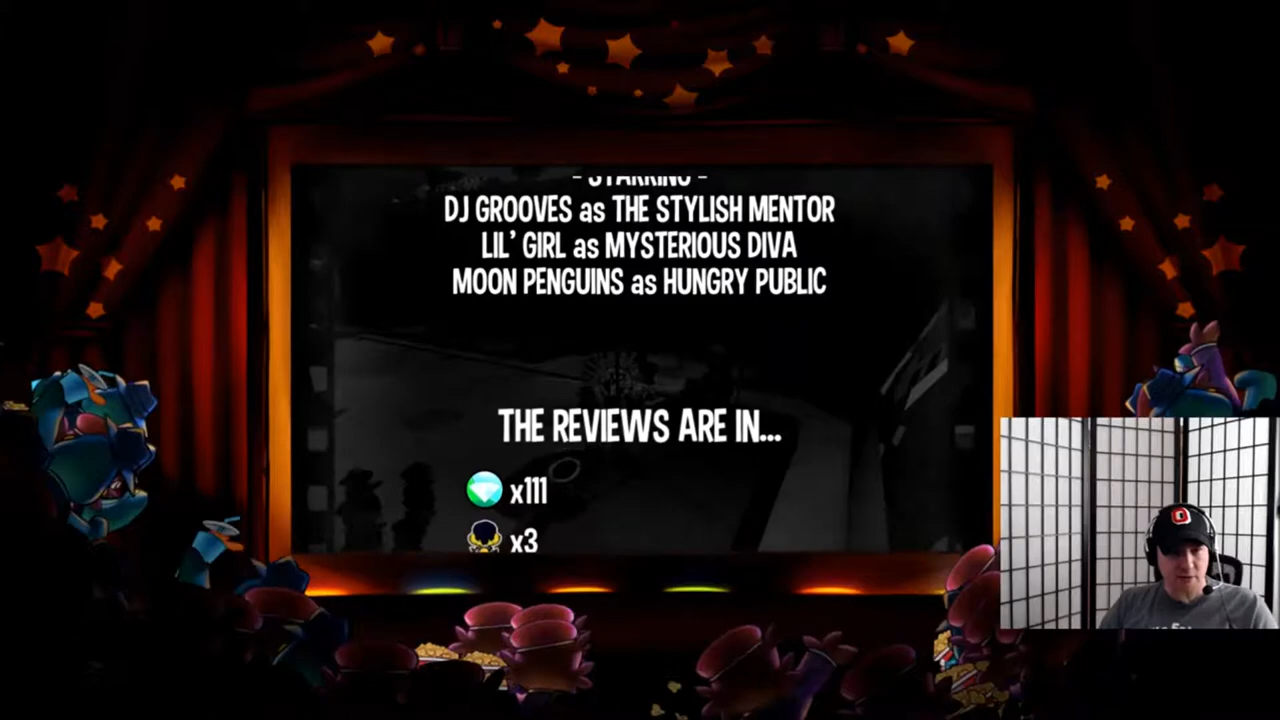 - STARRING -
DJ GROOVES as THE STYLISH MENTOR
LIL' GIRL as MYSTERIOUS DIVA
MOON PENGUINS as HUNGRY PUBLIC
THE REVIEWS ARE IN...
x111
x3